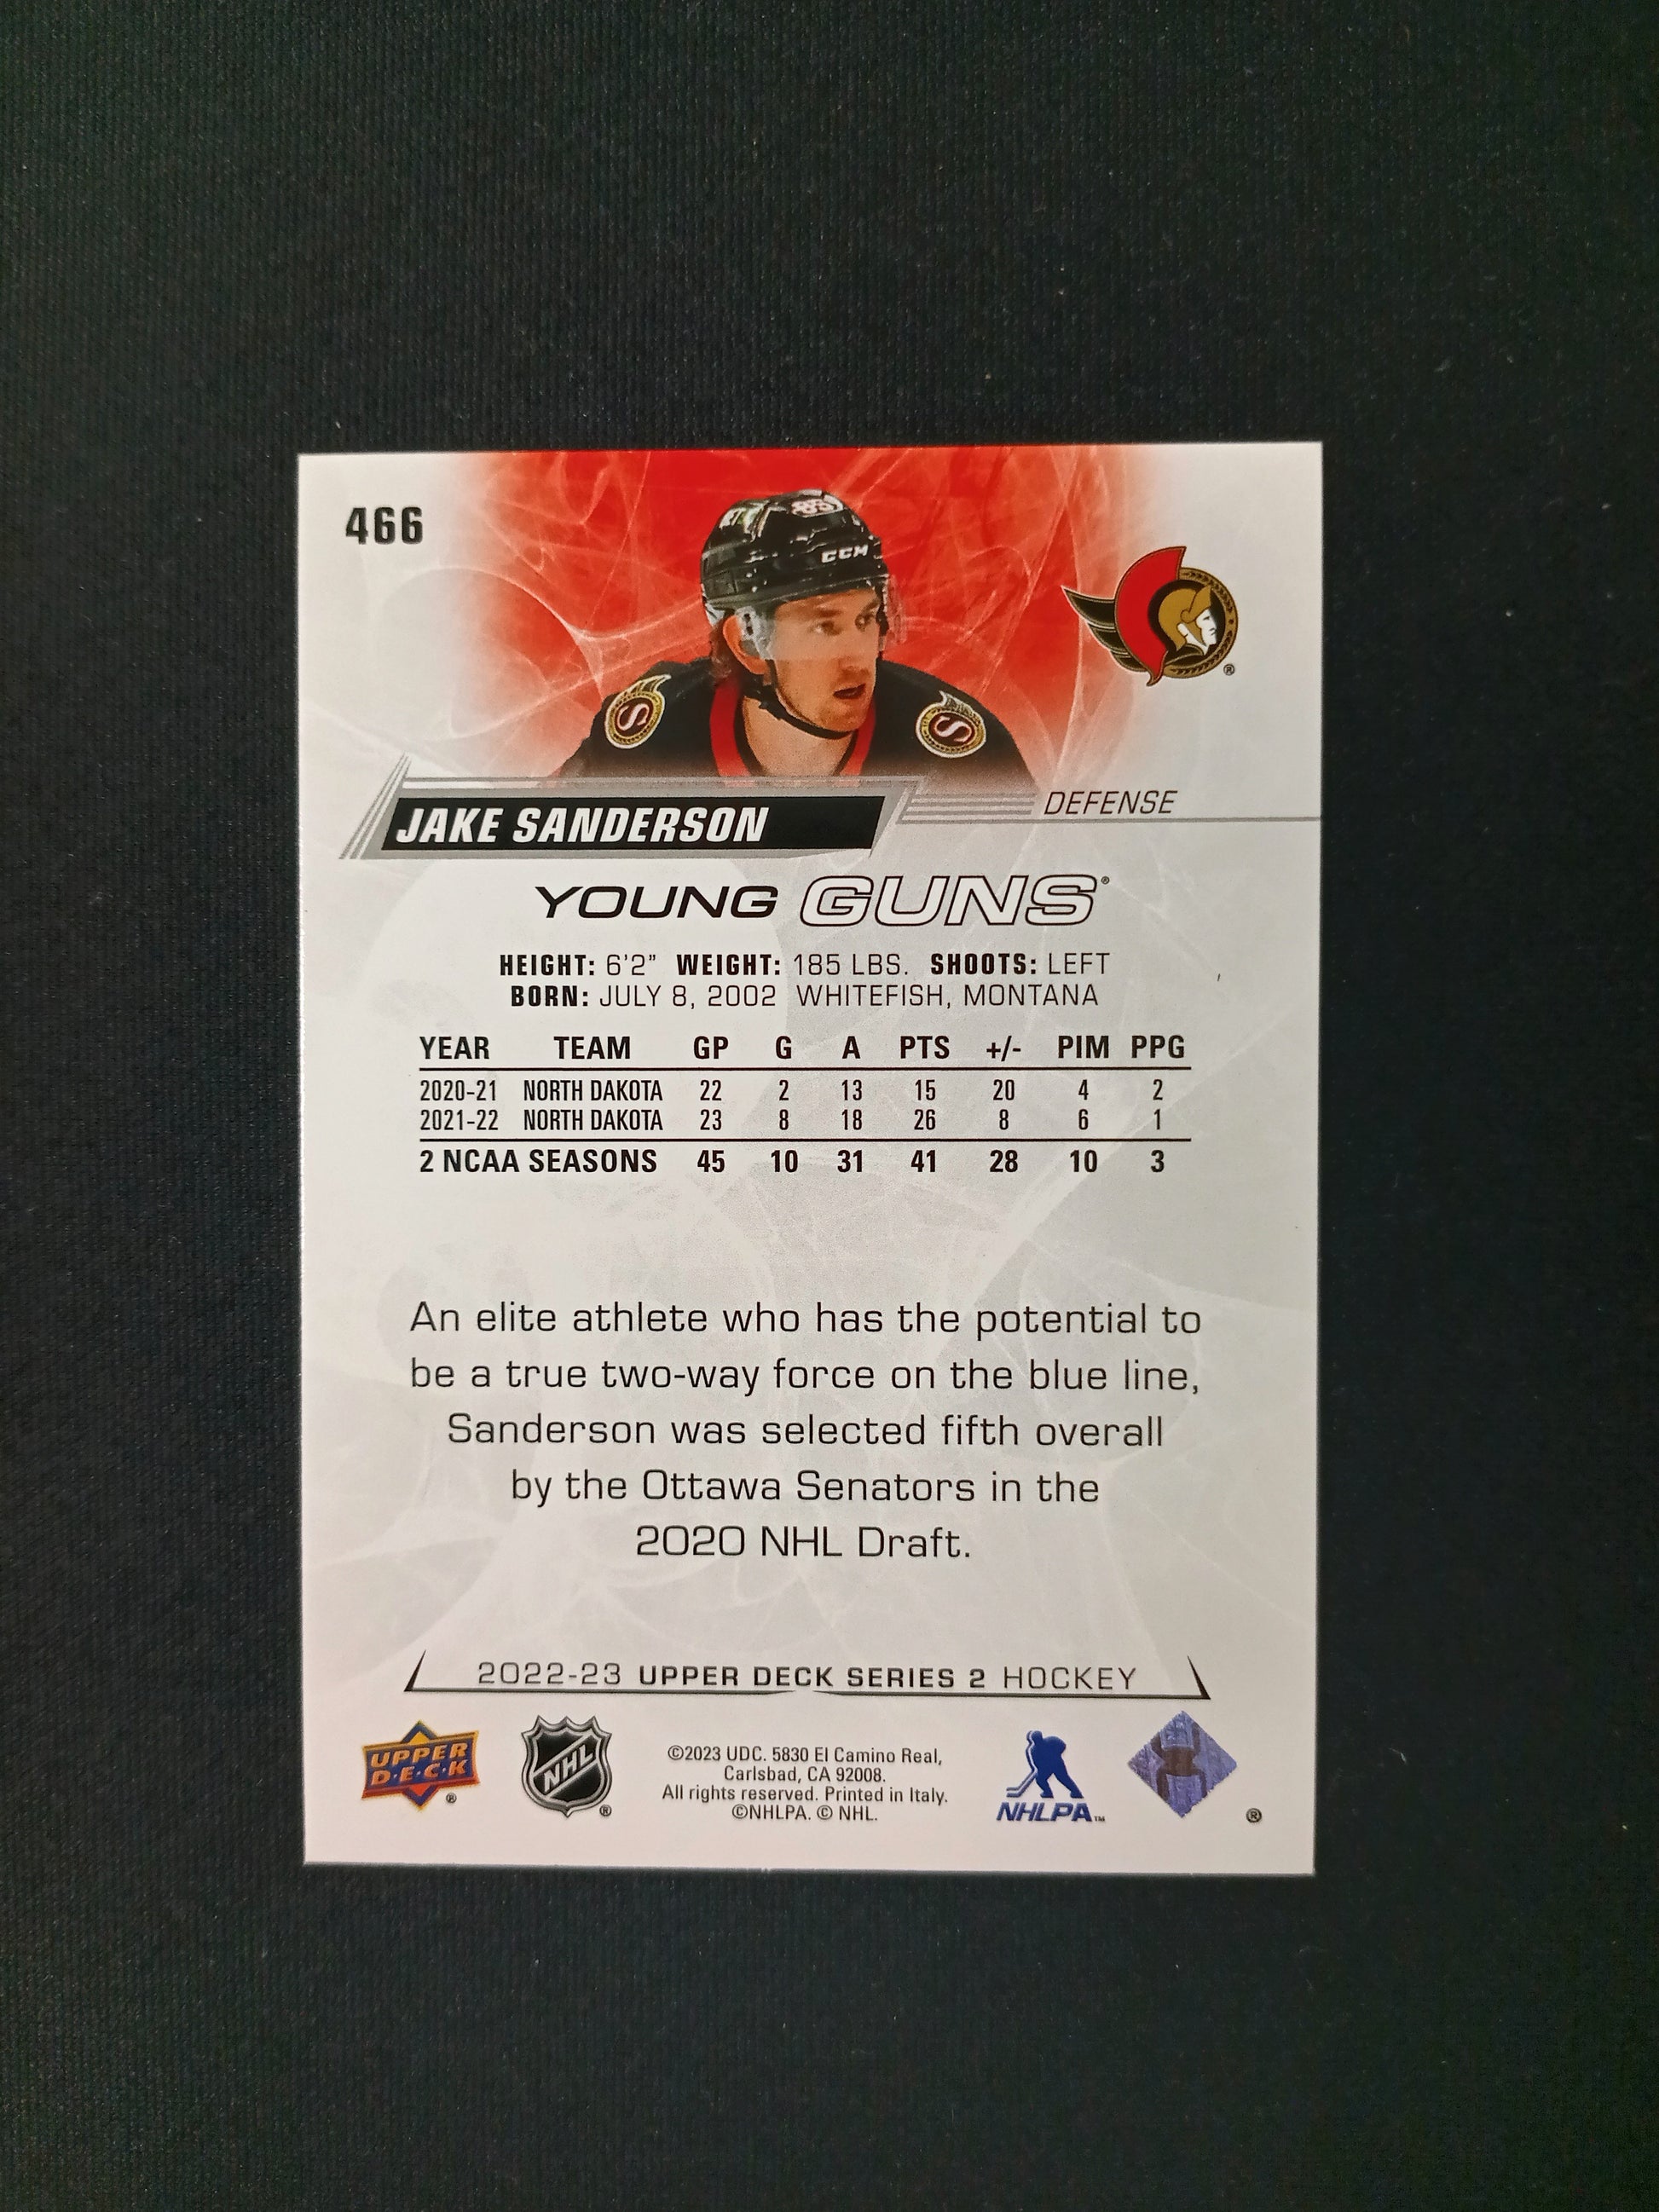 466
85
CCM
S
S
®
JAKE SANDERSON
DEFENSE
YOUNG GUNS®
HEIGHT: 6'2" WEIGHT: 185 LBS. SHOOTS: LEFT
BORN: JULY 8, 2002 WHITEFISH, MONTANA
YEAR TEAM GP G A PTS +/- PIM PPG
2020-21 NORTH DAKOTA 22 2 13 15 20 4 2
2021-22 NORTH DAKOTA 23 8 18 26 8 6 1
2 NCAA SEASONS 45 10 31 41 28 10 3
An elite athlete who has the potential to
be a true two-way force on the blue line,
Sanderson was selected fifth overall
by the Ottawa Senators in the
2020 NHL Draft.
2022-23 UPPER DECK SERIES 2 HOCKEY
UPPER
D·E·C·K ®
NHL ®
©2023 UDC. 5830 El Camino Real,
Carlsbad, CA 92008.
All rights reserved. Printed in Italy.
©NHLPA. © NHL.
NHLPA™
®